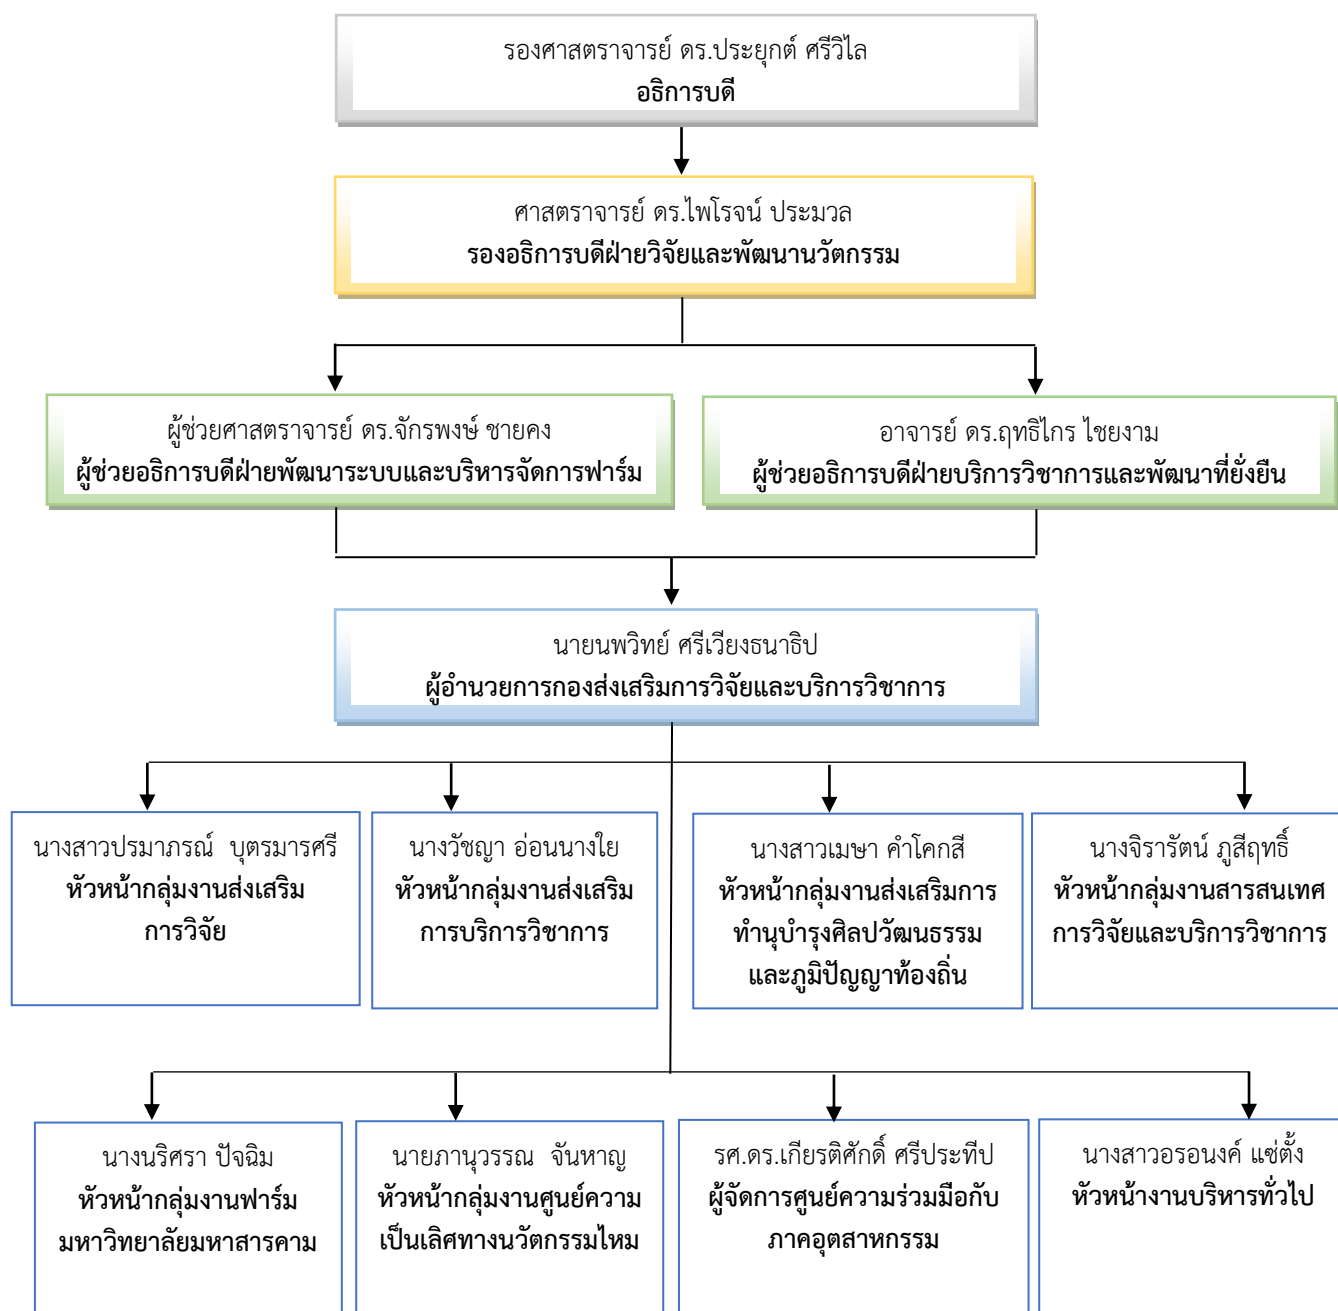 รองศาสตราจารย์ ดร.ประยุกต์ ศรีวิไล
อธิการบดี
ศาสตราจารย์ ดร.ไพโรจน์ ประมวล
รองอธิการบดีฝ่ายวิจัยและพัฒนานวัตกรรม
ผู้ช่วยศาสตราจารย์ ดร.จักรพงษ์ ชายคง
ผู้ช่วยอธิการบดีฝ่ายพัฒนาระบบและบริหารจัดการฟาร์ม
อาจารย์ ดร.ฤทธิไกร ไชยงาม
ผู้ช่วยอธิการบดีฝ่ายบริการวิชาการและพัฒนาที่ยั่งยืน
นายนพวิทย์ ศรีเวียงธนาธิป
ผู้อำนวยการกองส่งเสริมการวิจัยและบริการวิชาการ
นางสาวปรมาภรณ์ บุตรมารศรี
หัวหน้ากลุ่มงานส่งเสริม
การวิจัย
นางวัชญา อ่อนนางใย
หัวหน้ากลุ่มงานส่งเสริม
การบริการวิชาการ
นางสาวเมษา คำโคกสี
หัวหน้ากลุ่มงานส่งเสริมการ
ทำนุบำรุงศิลปวัฒนธรรม
และภูมิปัญญาท้องถิ่น
นางจิรารัตน์ ภูสีฤทธิ์
หัวหน้ากลุ่มงานสารสนเทศ
การวิจัยและบริการวิชาการ
นางนริศรา ปัจฉิม
หัวหน้ากลุ่มงานฟาร์ม
มหาวิทยาลัยมหาสารคาม
นายภานุวรรณ จันหาญ
หัวหน้ากลุ่มงานศูนย์ความ
เป็นเลิศทางนวัตกรรมไหม
รศ.ดร.เกียรติศักดิ์ ศรีประทีป
ผู้จัดการศูนย์ความร่วมมือกับ
ภาคอุตสาหกรรม
นางสาวอรอนงค์ แซ่ตั้ง
หัวหน้างานบริหารทั่วไป